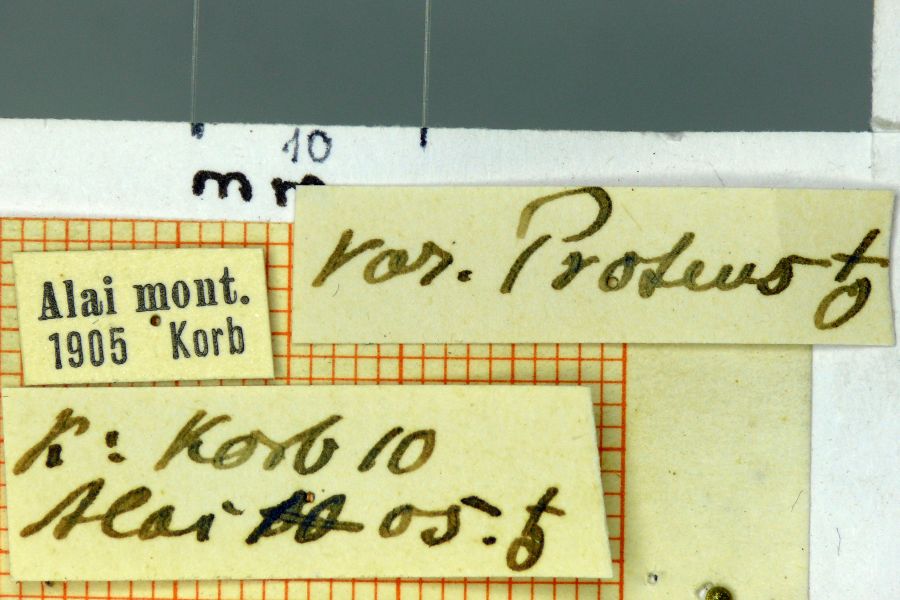 10
mm
var. Proteus ♀
Alai mont.
1905 Korb
K: Korb 10
Alai 05. ♀